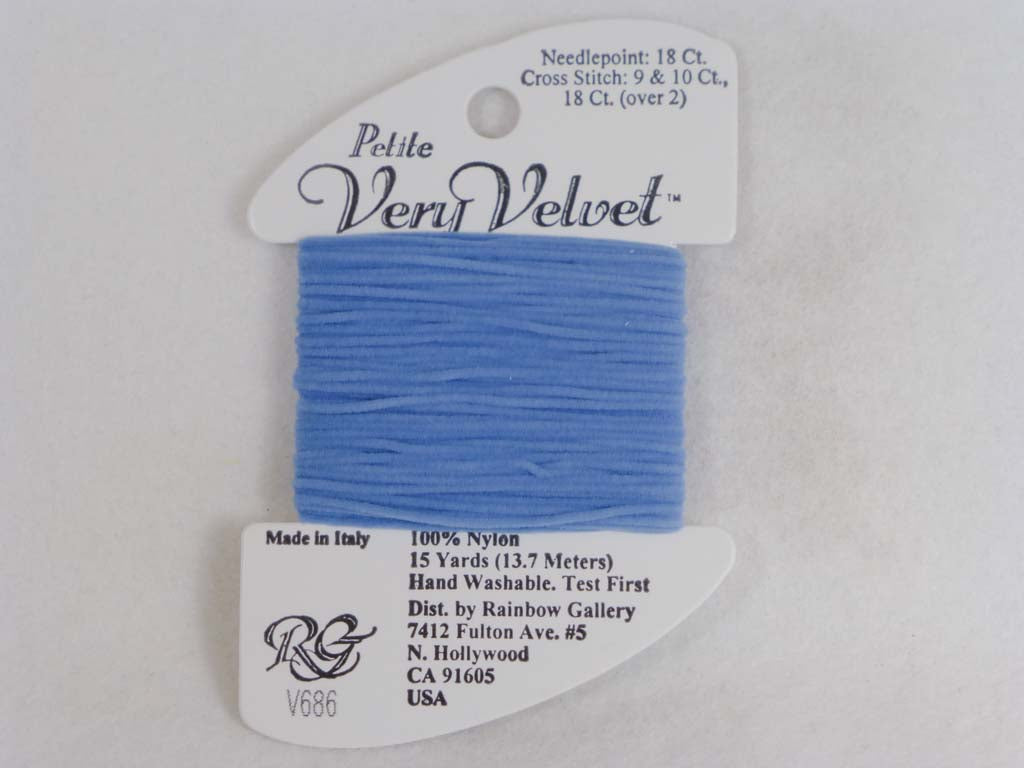 Needlepoint: 18 Ct.
Cross Stitch: 9 & 10 Ct.,
18 Ct. (over 2)
Petite
Very Velvet™
Made in Italy
100% Nylon
15 Yards (13.7 Meters)
Hand Washable. Test First
Dist. by Rainbow Gallery
7412 Fulton Ave. #5
N. Hollywood
CA 91605
USA
RG
V686